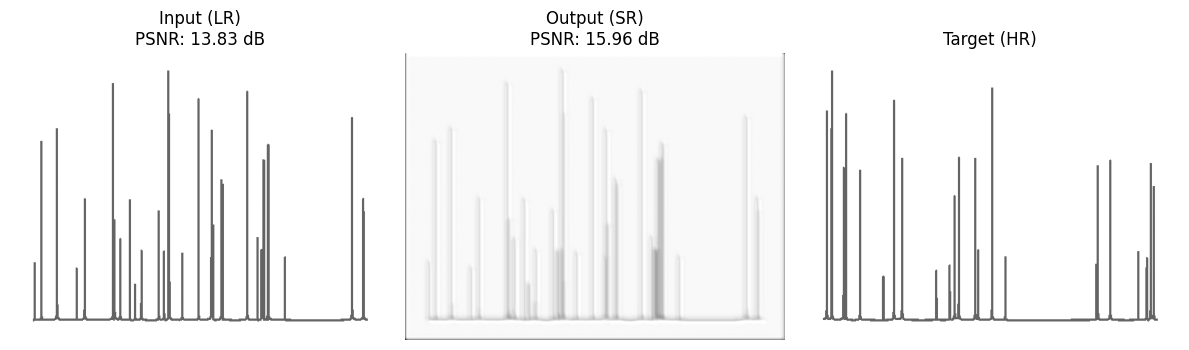 Input (LR)
PSNR: 13.83 dB
Output (SR)
PSNR: 15.96 dB
Target (HR)